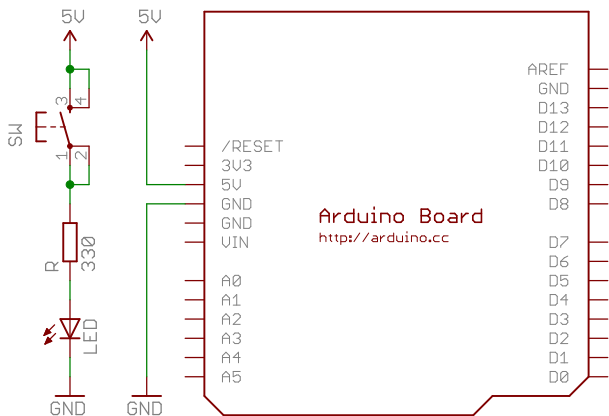 5V
5V
SW
3
4
1
2
R
330
LED
GND
GND
/RESET
3V3
5V
GND
GND
VIN
A0
A1
A2
A3
A4
A5
Arduino Board
http://arduino.cc
AREF
GND
D13
D12
D11
D10
D9
D8
D7
D6
D5
D4
D3
D2
D1
D0